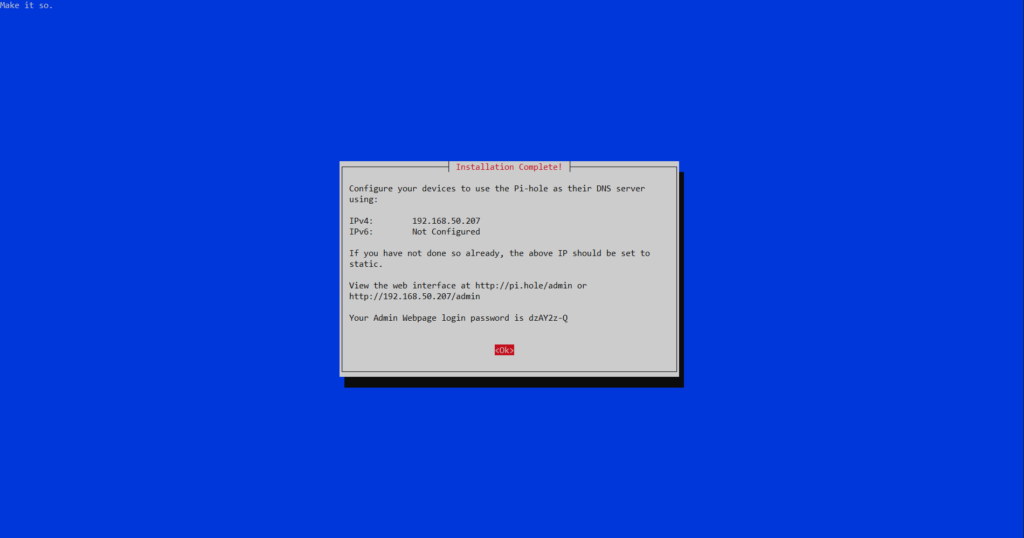 Make it so.
Installation Complete!
Configure your devices to use the Pi-hole as their DNS server
using:
IPv4: 192.168.50.207
IPv6: Not Configured
If you have not done so already, the above IP should be set to
static.
View the web interface at http://pi.hole/admin or
http://192.168.50.207/admin
Your Admin Webpage login password is dzAY2z-Q
<Ok>